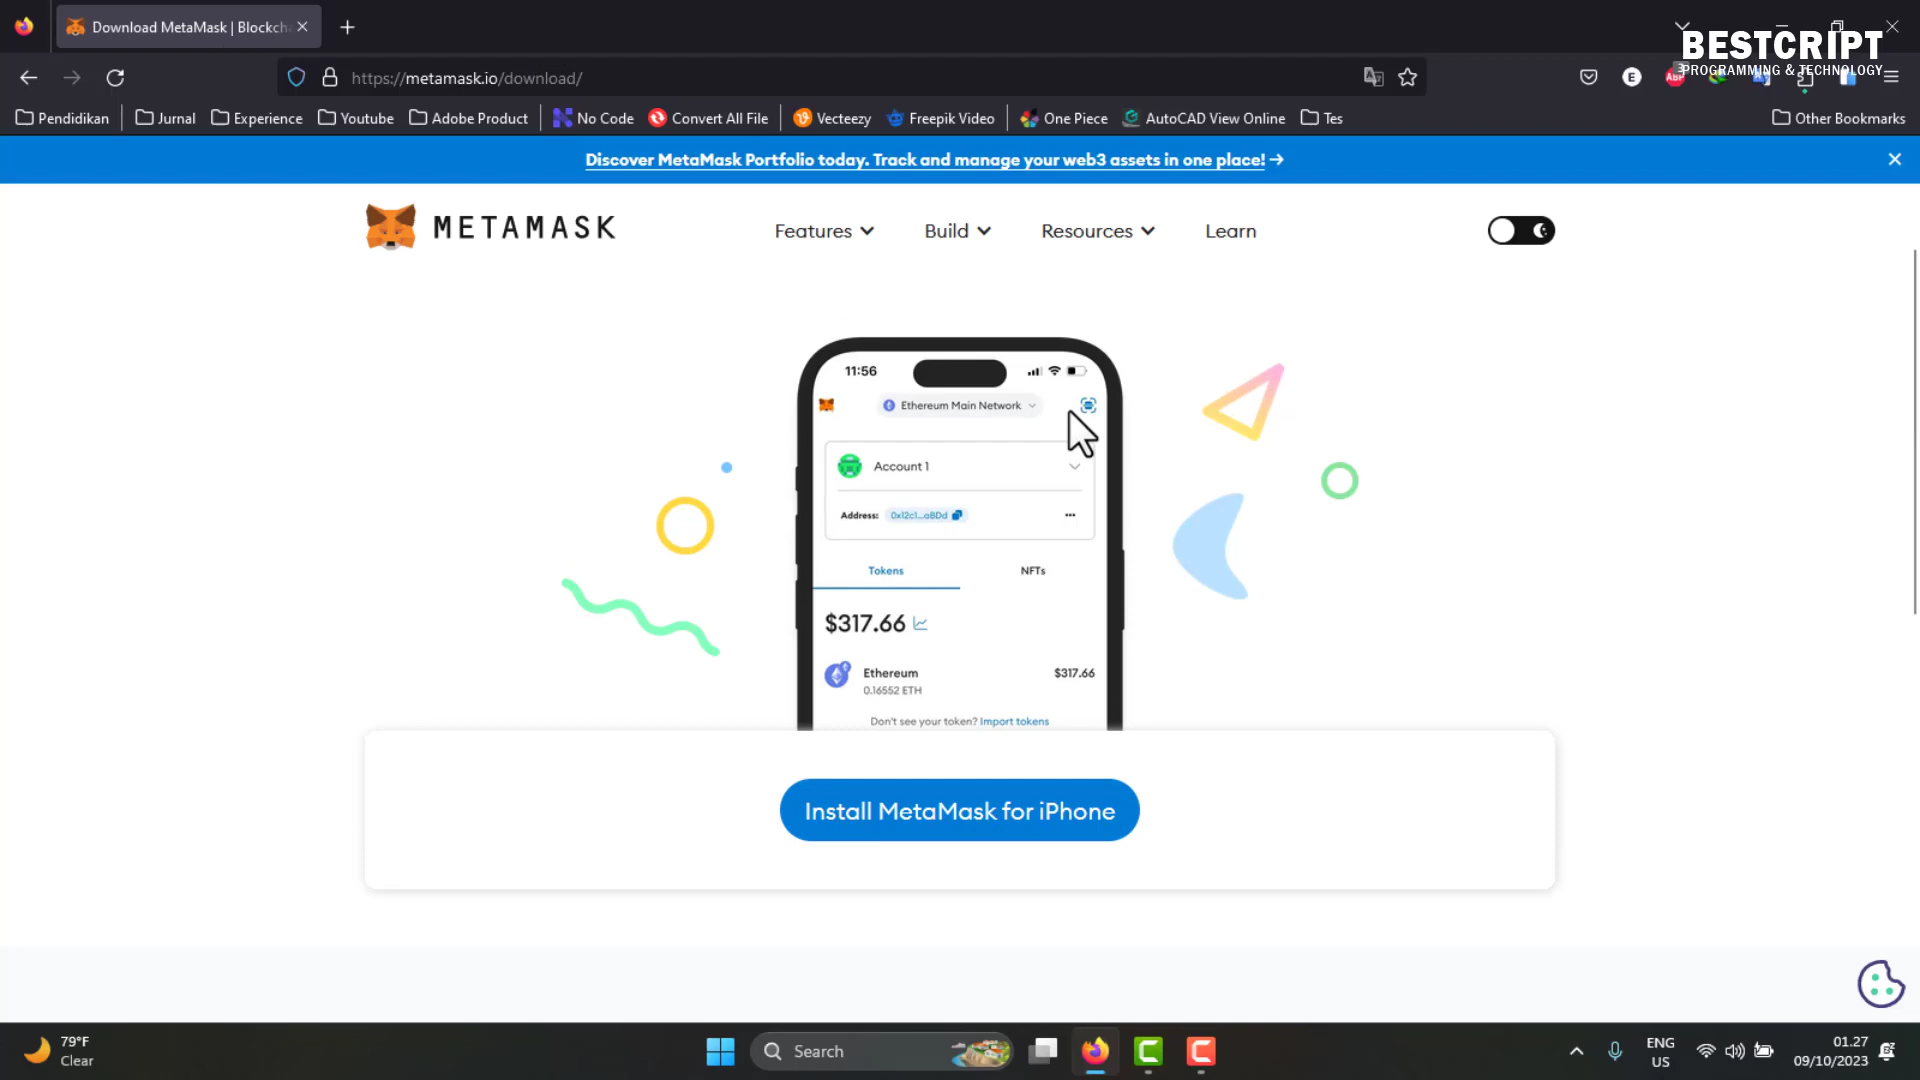 Download MetaMask | Blockch
BESTCRIPT
PROGRAMMING & TECHNOLOGY
https://metamask.io/download/
E
ABP
3
Pendidikan
Jurnal
Experience
Youtube
Adobe Product
No Code
Convert All File
Vecteezy
Freepik Video
One Piece
AutoCAD View Online
Tes
Other Bookmarks
Discover MetaMask Portfolio today. Track and manage your web3 assets in one place! →
METAMASK
Features
Build
Resources
Learn
11:56
Ethereum Main Network
Account 1
Address: 0x12c1...aBDd
Tokens
NFTs
$317.66
Ethereum
$317.66
0.16552 ETH
Don't see your token? Import tokens
Install MetaMask for iPhone
79°F
Clear
Search
ENG
US
01.27
09/10/2023